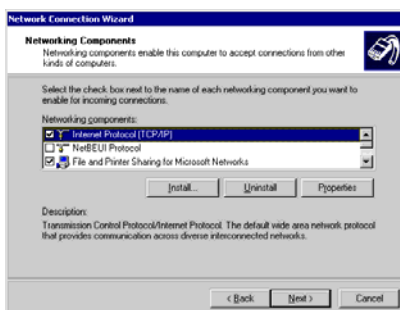 Network Connection Wizard
Networking Components
Networking components enable this computer to accept connections from other
kinds of computers.
Select the check box next to the name of each networking component you want to
enable for incoming connections.
Networking components:
Internet Protocol (TCP/IP)
NetBEUI Protocol
File and Printer Sharing for Microsoft Networks
Install...
Uninstall
Properties
Description:
Transmission Control Protocol/Internet Protocol. The default wide area network protocol
that provides communication across diverse interconnected networks.
< Back
Next >
Cancel